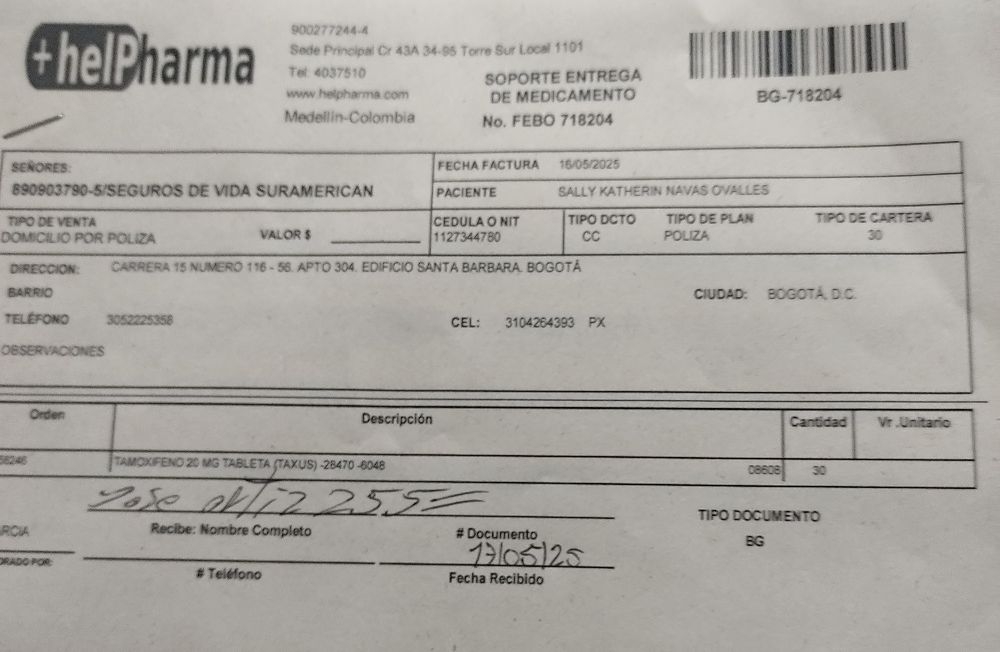 +helPharma
900277244-4
Sede Principal Cr 43A 34-95 Torre Sur Local 1101
Tel: 4037510
www.helpharma.com
Medellín-Colombia
SOPORTE ENTREGA
DE MEDICAMENTO
No. FEBO 718204
BG-718204
SEÑORES:
890903790-5/SEGUROS DE VIDA SURAMERICAN
FECHA FACTURA 16/05/2025
PACIENTE SALLY KATHERIN NAVAS OVALLES
TIPO DE VENTA
DOMICILIO POR POLIZA
VALOR $
CEDULA O NIT
1127344780
TIPO DCTO
CC
TIPO DE PLAN
POLIZA
TIPO DE CARTERA
30
DIRECCION: CARRERA 15 NUMERO 116 - 56. APTO 304. EDIFICIO SANTA BARBARA. BOGOTÁ
BARRIO
CIUDAD: BOGOTÁ, D.C.
TELÉFONO 3052225358
CEL: 3104264393 PX
OBSERVACIONES
Orden Descripción Cantidad Vr .Unitario
56246 TAMOXIFENO 20 MG TABLETA (TAXUS) -28470 -6048 08608 30
Jose 2555
Recibe: Nombre Completo
# Documento
TIPO DOCUMENTO
BG
ARCIA
17/05/25
ORADO POR:
# Teléfono
Fecha Recibido